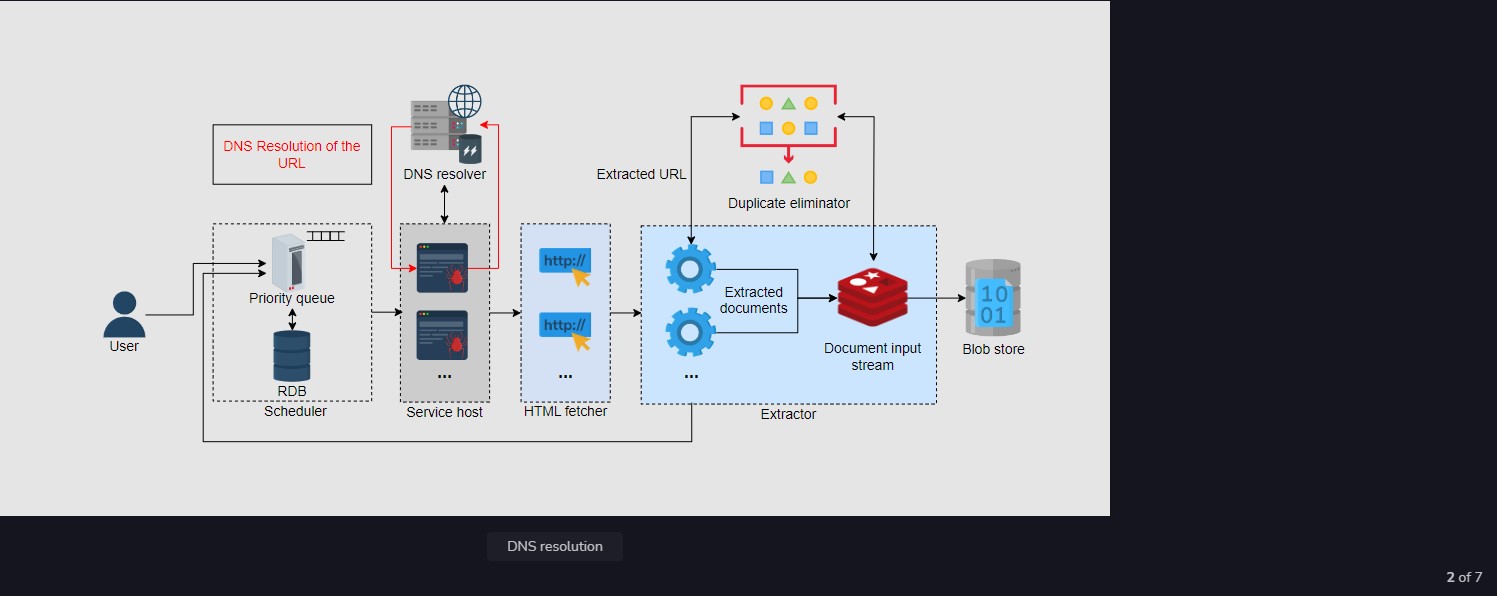 DNS Resolution of the
URL
DNS resolver
Extracted URL
Duplicate eliminator
Priority queue
RDB
Scheduler
User
...
Service host
http://
http://
...
HTML fetcher
Extracted
documents
...
Document input
stream
Extractor
10
01
Blob store
DNS resolution
2 of 7